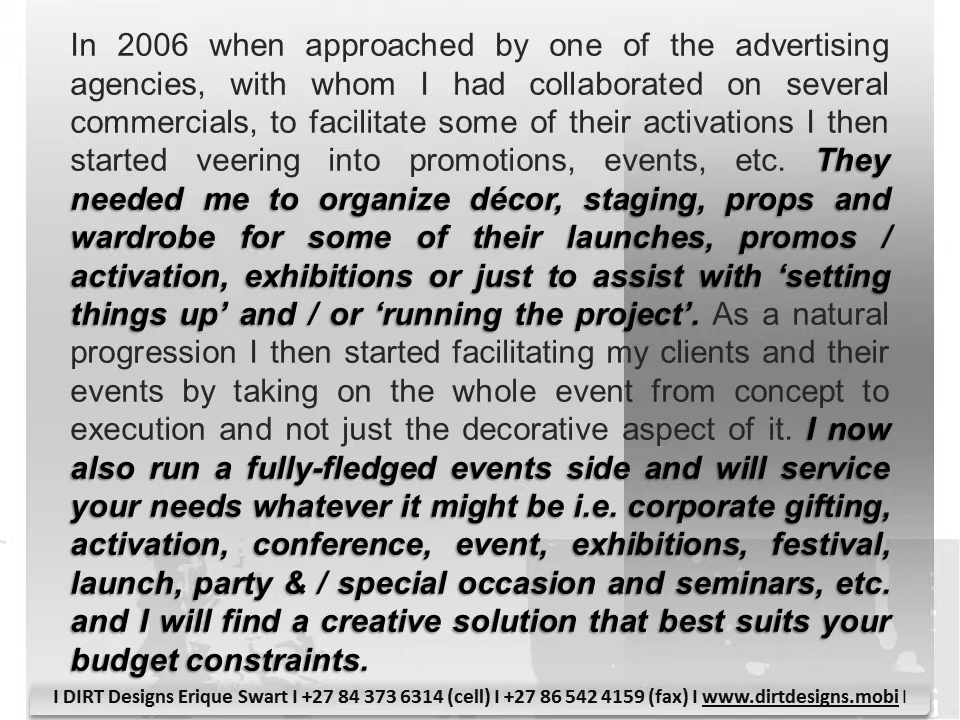 In 2006 when approached by one of the advertising
agencies, with whom I had collaborated on several
commercials, to facilitate some of their activations I then
started veering into promotions, events, etc. They
needed me to organize décor, staging, props and
wardrobe for some of their launches, promos /
activation, exhibitions or just to assist with ‘setting
things up’ and / or ‘running the project’. As a natural
progression I then started facilitating my clients and their
events by taking on the whole event from concept to
execution and not just the decorative aspect of it. I now
also run a fully-fledged events side and will service
your needs whatever it might be i.e. corporate gifting,
activation, conference, event, exhibitions, festival,
launch, party & / special occasion and seminars, etc.
and I will find a creative solution that best suits your
budget constraints.
I DIRT Designs Erique Swart I +27 84 373 6314 (cell) I +27 86 542 4159 (fax) I www.dirtdesigns.mobi I